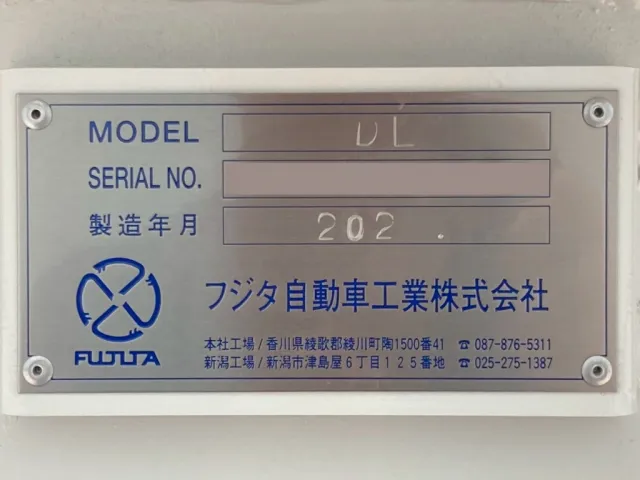 MODEL DL
SERIAL NO.
製造年月 202 .
FUJITA
フジタ自動車工業株式会社
本社工場/香川県綾歌郡綾川町陶1500番41 ☎087-876-5311
新潟工場/新潟市津島屋6丁目125番地 ☎025-275-1387